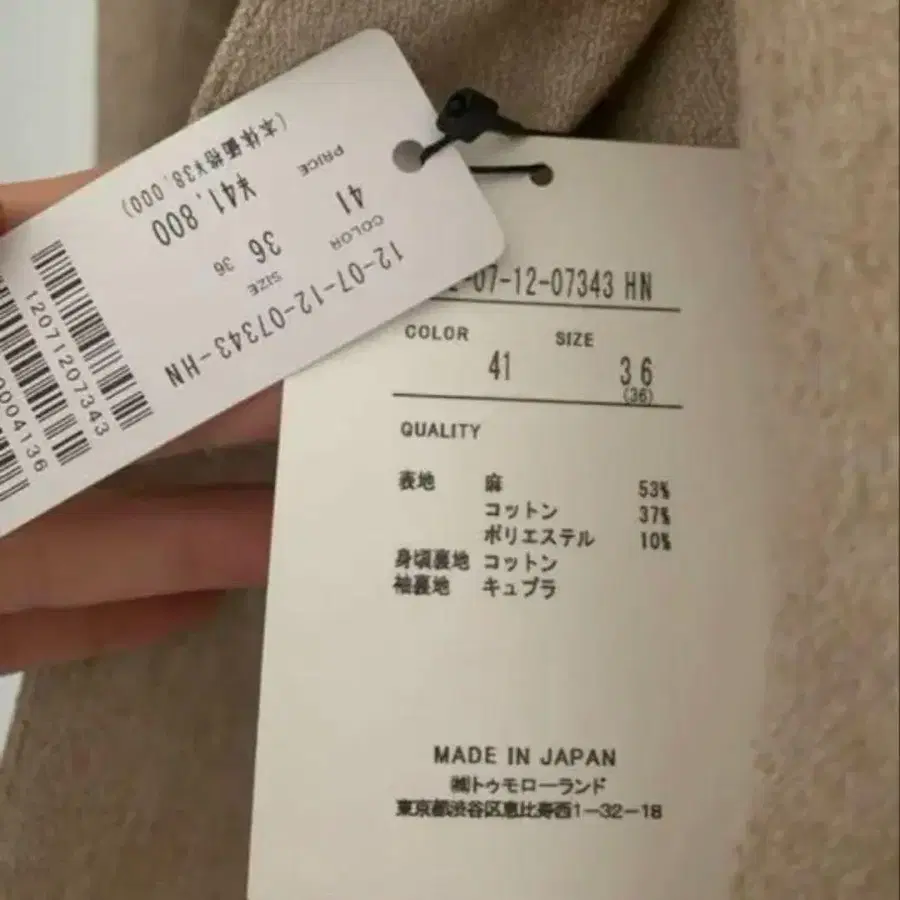 12-07-12-07343-HN
COLOR
SIZE
41
36
36
PRICE
¥41,800
(本体価格¥38,000)
12071207343
0004136
-07-12-07343 HN
COLOR
SIZE
41
36
(36)
QUALITY
表地 麻 53%
コットン 37%
ポリエステル 10%
身頃裏地 コットン
袖裏地 キュプラ
MADE IN JAPAN
㈱トゥモローランド
東京都渋谷区恵比寿西1-32-18